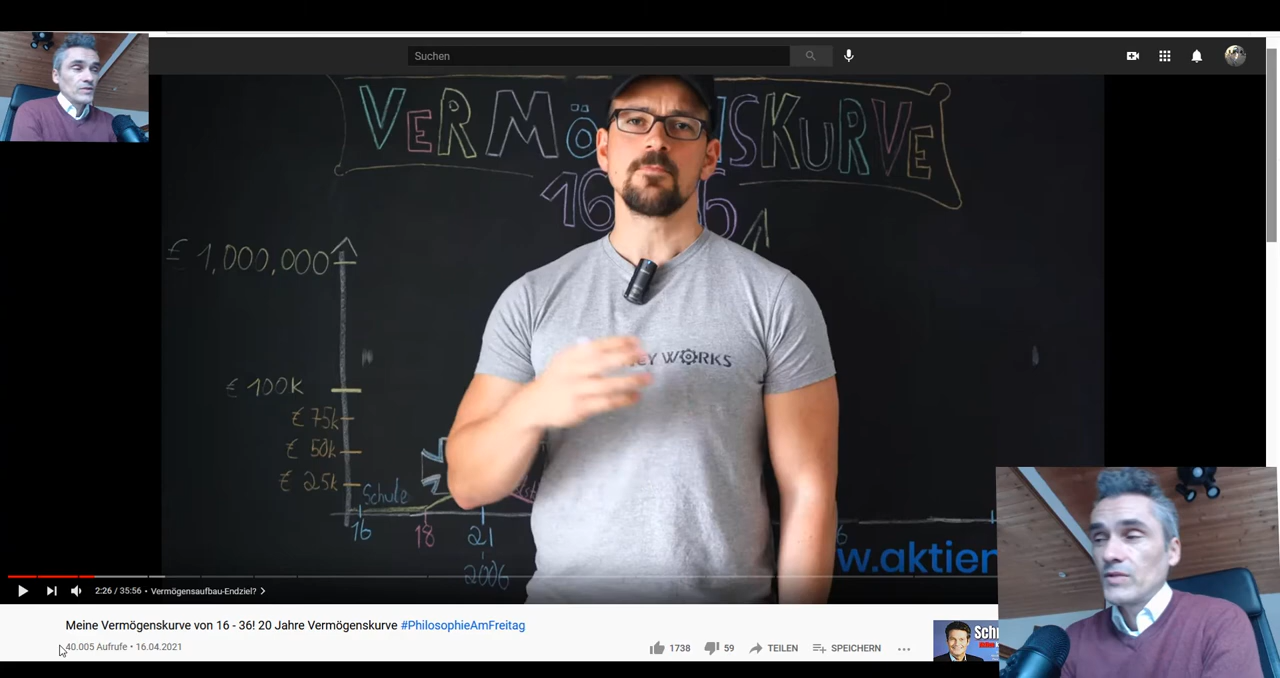 Suchen
VERMÖ SKURVE
16 6
€ 1,000,000
€ 100k
€ 75k
€ 50k
€ 25k
Schule
16 18 21
2006
EY WORKS
w.aktien
2:26 / 35:56 • Vermögensaufbau-Endziel?
Meine Vermögenskurve von 16 - 36! 20 Jahre Vermögenskurve #PhilosophieAmFreitag
40.005 Aufrufe • 16.04.2021
1738 59 TEILEN SPEICHERN ...
Sch